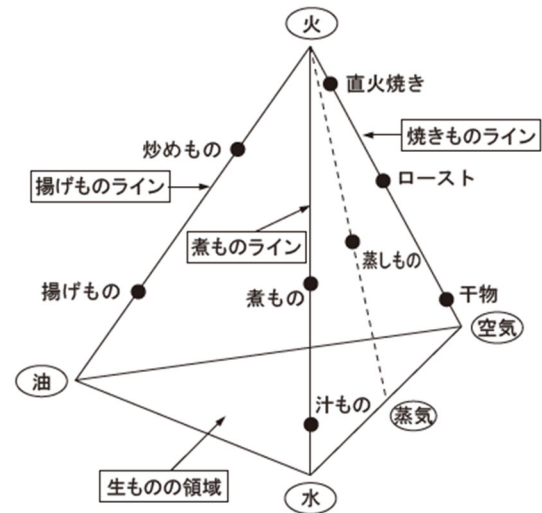 火
直火焼き
焼きものライン
炒めもの
ロースト
揚げものライン
煮ものライン
蒸しもの
揚げもの
煮もの
干物
空気
油
汁もの
蒸気
生ものの領域
水